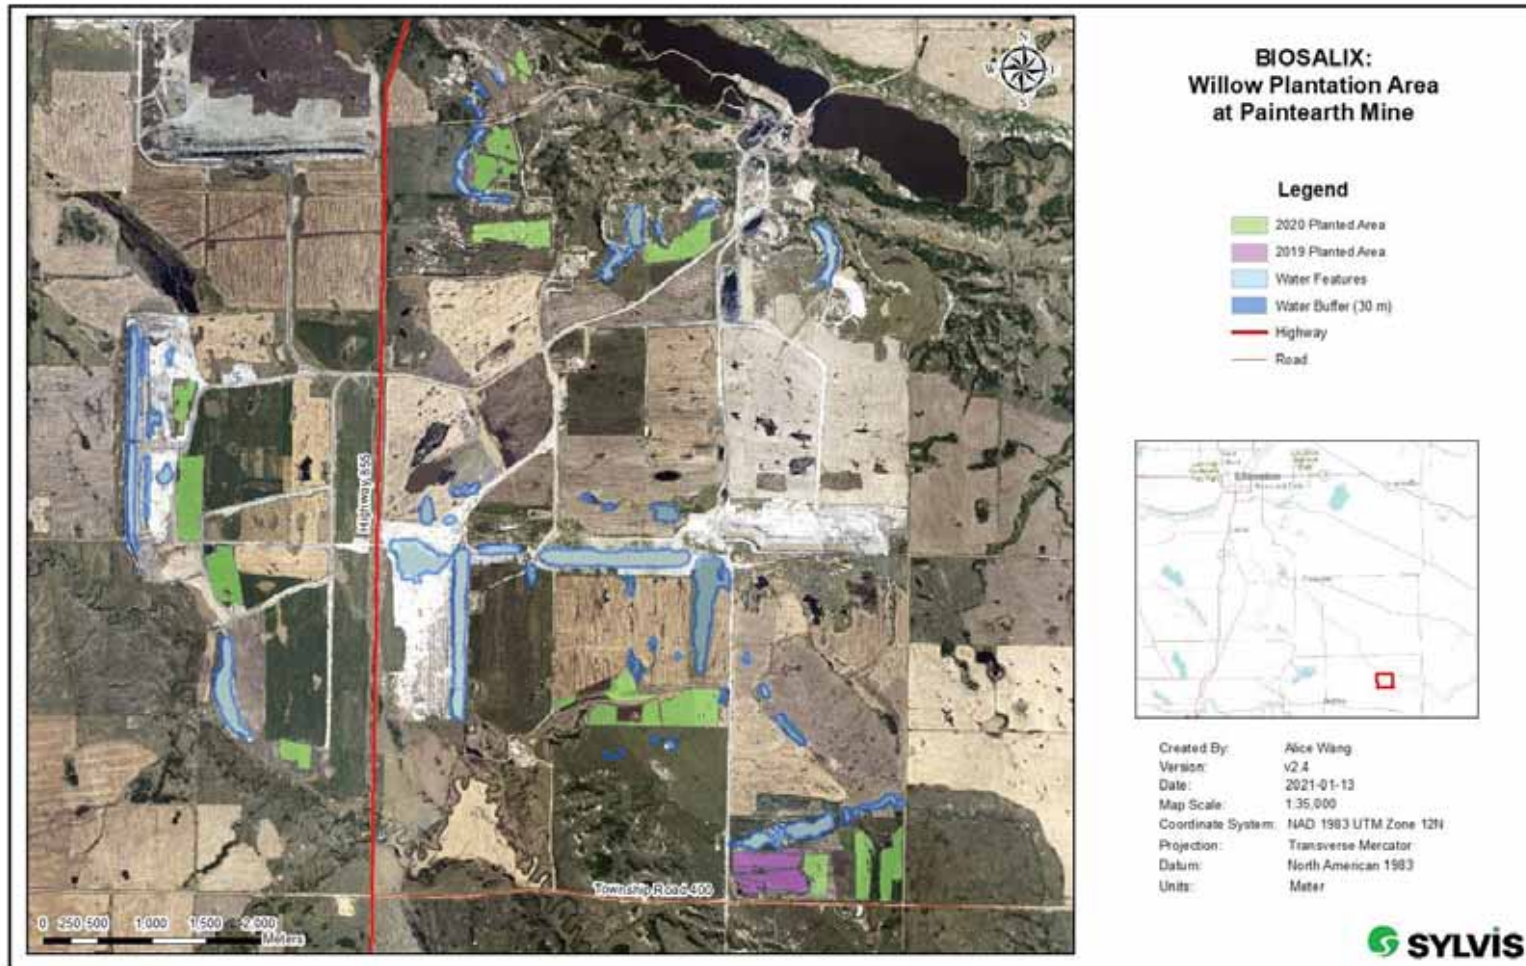 BIOSALIX:
Willow Plantation Area
at Paintearth Mine
N
W
S
Legend
2020 Planted Area
2019 Planted Area
Water Features
Water Buffer (30 m)
Highway
Road
Highway 855
Township Road 400
0 250 500 1,000 1,500 2,000
Meters
Edmonton
Created By: Alice Wang
Version: v2.4
Date: 2021-01-13
Map Scale: 1:35,000
Coordinate System: NAD 1983 UTM Zone 12N
Projection: Transverse Mercator
Datum: North American 1983
Units: Meter
SYLVIS